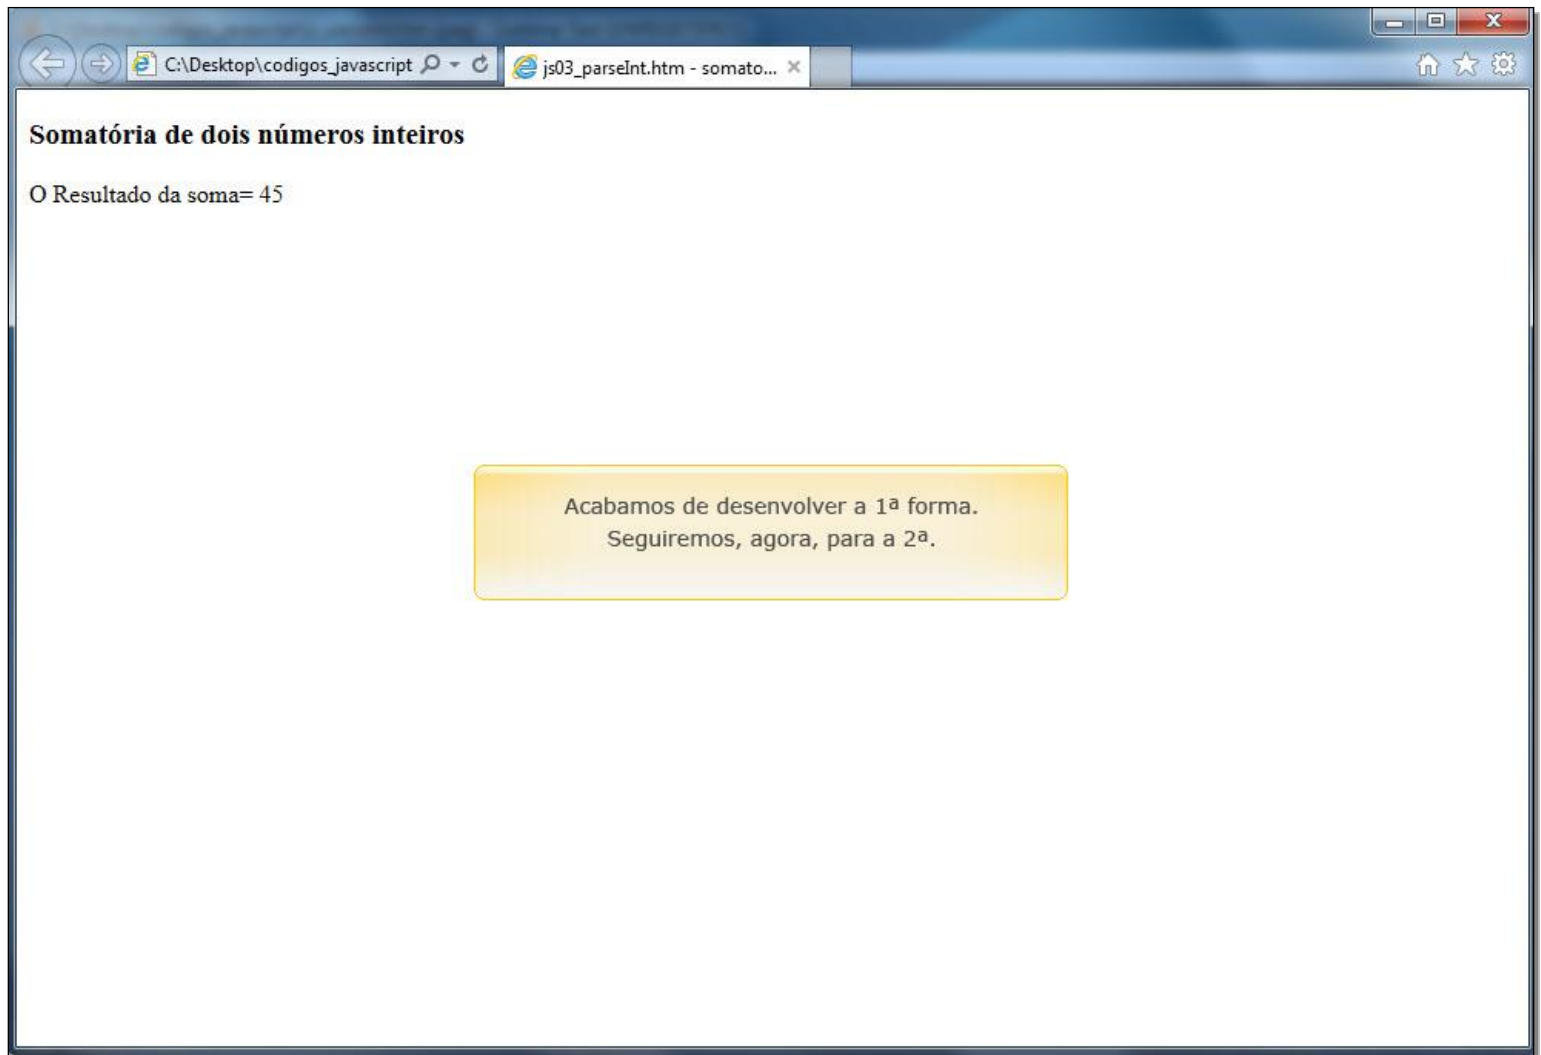 C:\Desktop\codigos_javascript
js03_parseInt.htm - somato...
Somatória de dois números inteiros
O Resultado da soma= 45
Acabamos de desenvolver a 1ª forma.
Seguiremos, agora, para a 2ª.